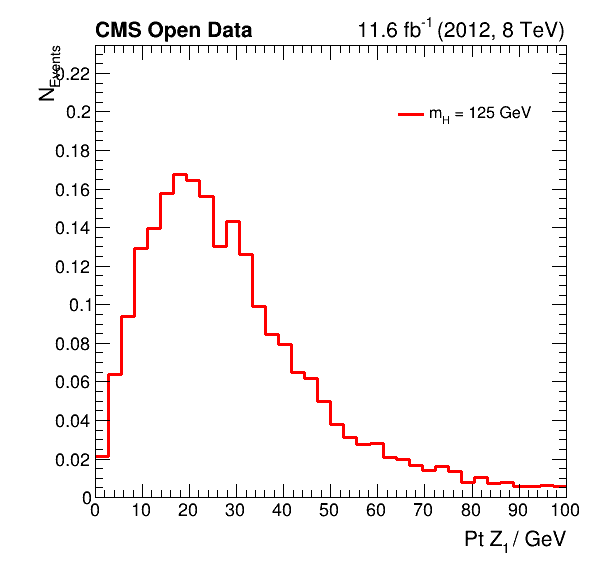 CMS Open Data 11.6 fb-1 (2012, 8 TeV)
NEvents
0.22
0.2
mH = 125 GeV
0.18
0.16
0.14
0.12
0.1
0.08
0.06
0.04
0.02
0
0 10 20 30 40 50 60 70 80 90 100
Pt Z1 / GeV